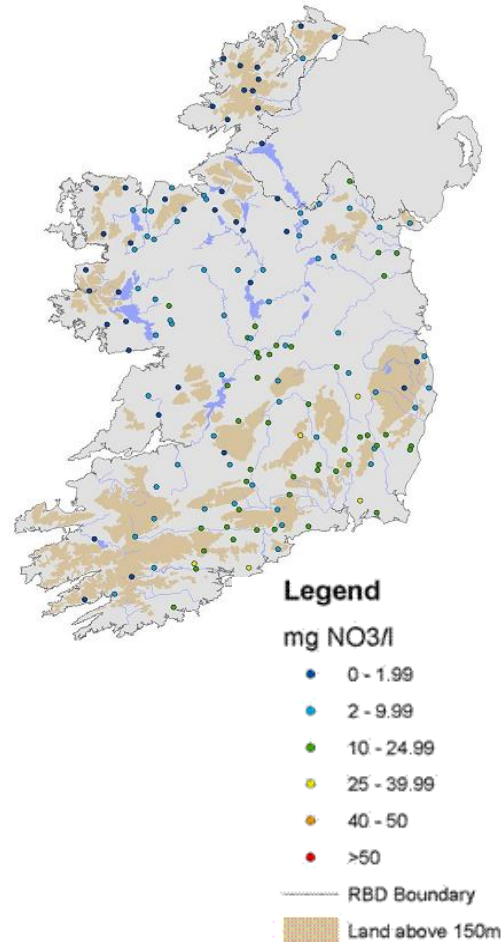 Legend
mg NO3/l
0 - 1.99
2 - 9.99
10 - 24.99
25 - 39.99
40 - 50
>50
RBD Boundary
Land above 150m